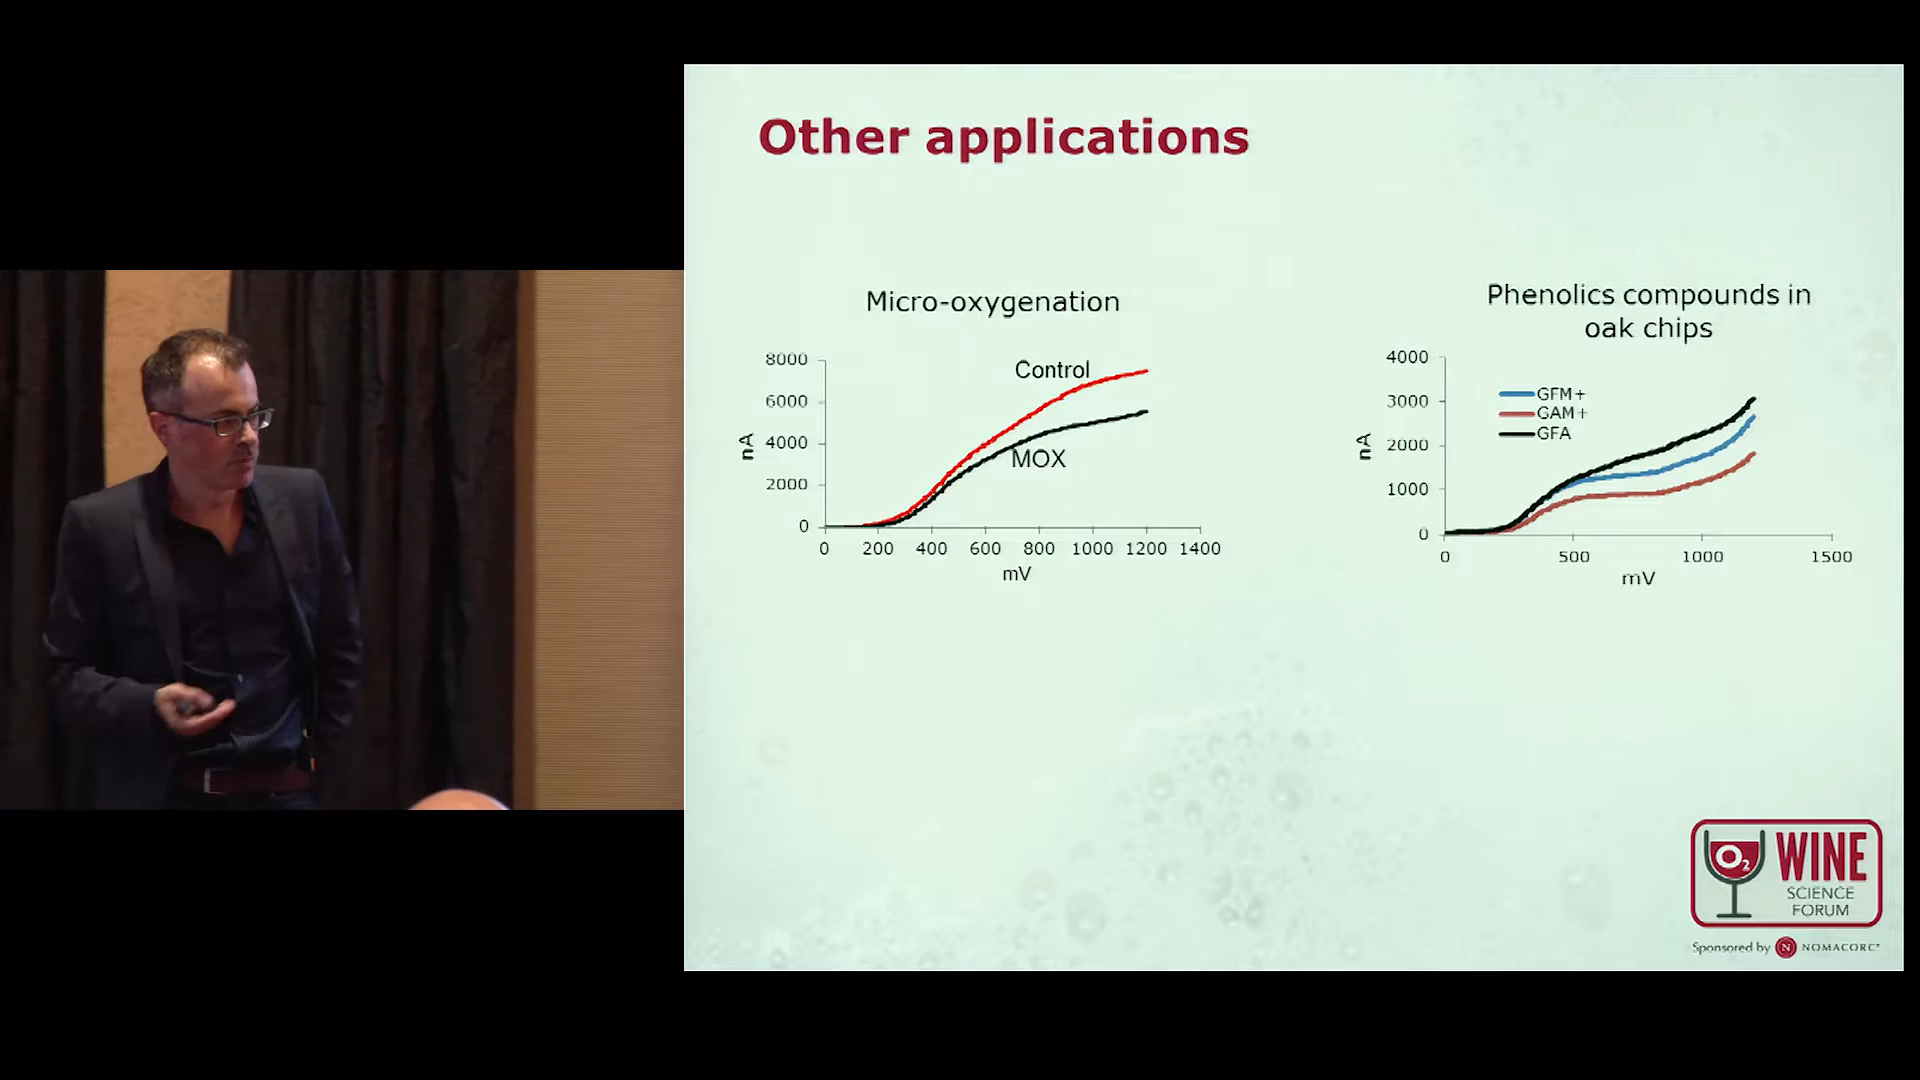 Other applications
Micro-oxygenation
8000
6000
4000
2000
0
nA
Control
MOX
0 200 400 600 800 1000 1200 1400
mV
Phenolics compounds in
oak chips
4000
3000
2000
1000
0
nA
GFM+
GAM+
GFA
0 500 1000 1500
mV
O2
WINE
SCIENCE
FORUM
Sponsored by N NOMACORC